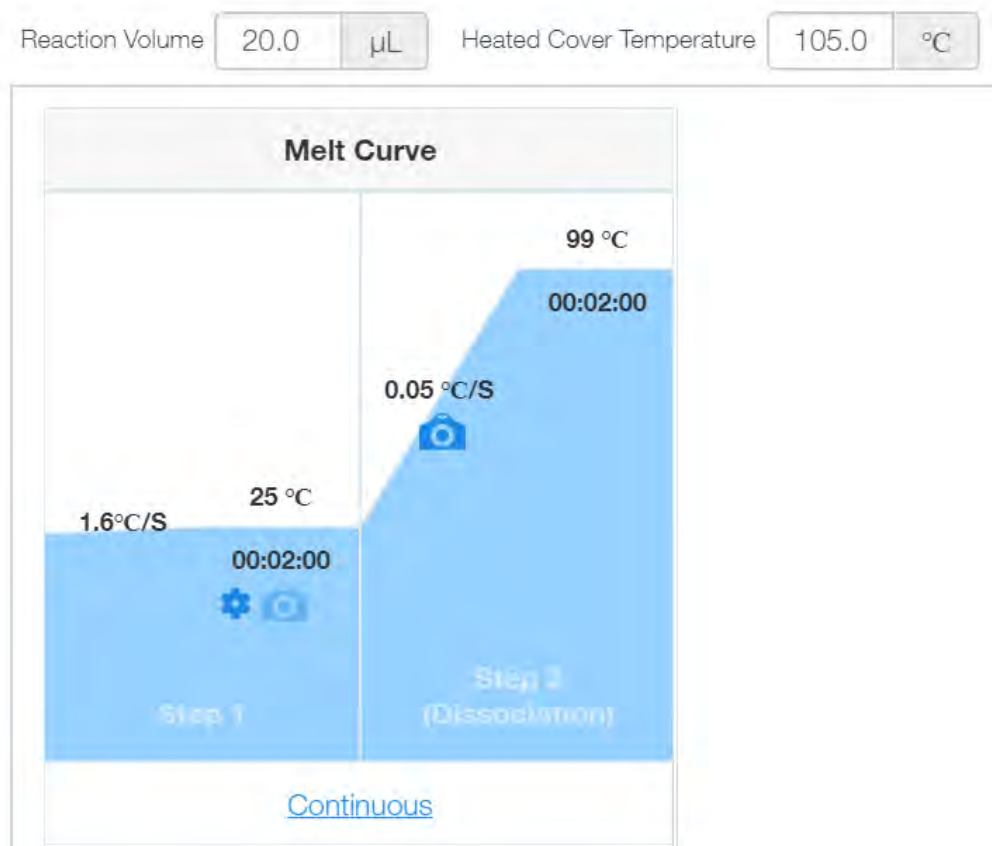 Reaction Volume 20.0 µL Heated Cover Temperature 105.0 °C
Melt Curve
99 °C
00:02:00
0.05 °C/S
25 °C
1.6°C/S
00:02:00
Step 1
Step 2
(Dissociation)
Continuous